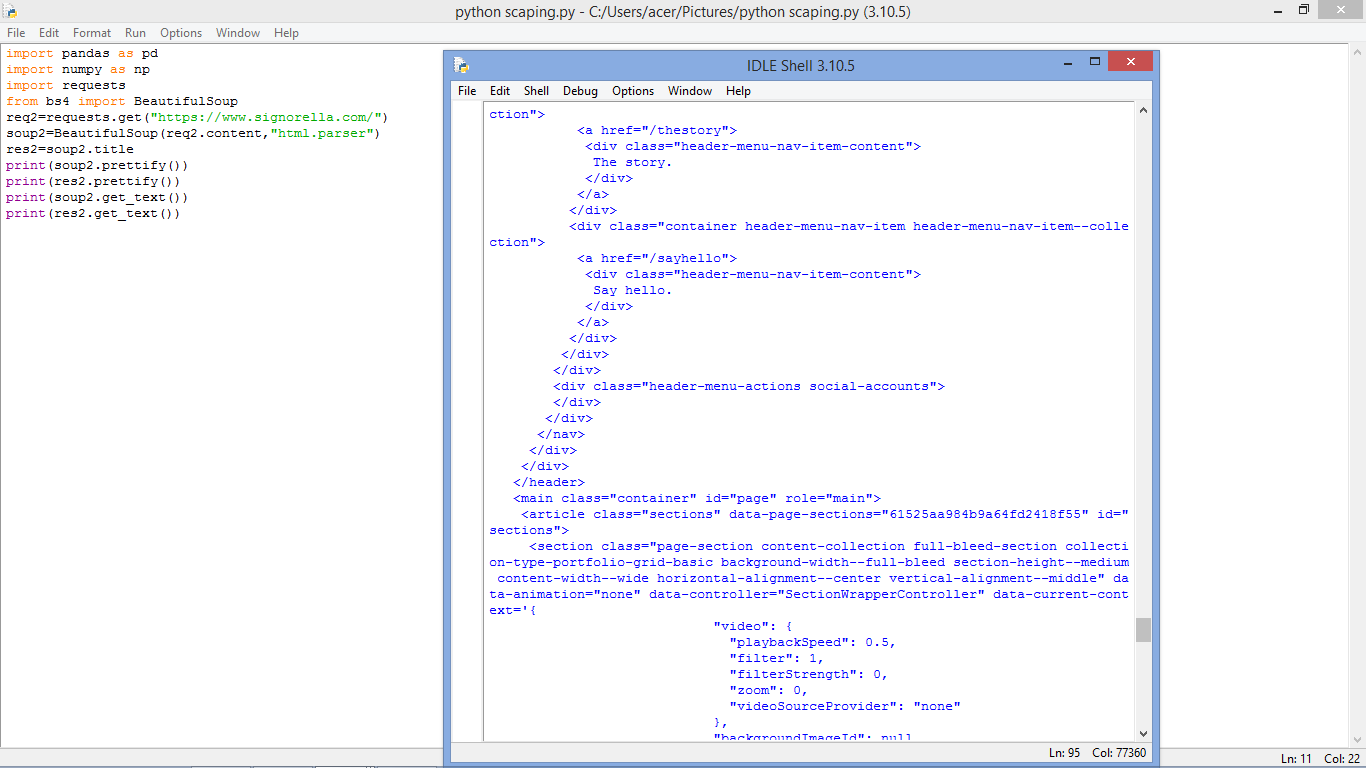 python scaping.py - C:/Users/acer/Pictures/python scaping.py (3.10.5)
File Edit Format Run Options Window Help
import pandas as pd
import numpy as np
import requests
from bs4 import BeautifulSoup
req2=requests.get("https://www.signorella.com/")
soup2=BeautifulSoup(req2.content,"html.parser")
res2=soup2.title
print(soup2.prettify())
print(res2.prettify())
print(soup2.get_text())
print(res2.get_text())
IDLE Shell 3.10.5
File Edit Shell Debug Options Window Help
ction">
<a href="/thestory">
<div class="header-menu-nav-item-content">
The story.
</div>
</a>
</div>
<div class="container header-menu-nav-item header-menu-nav-item--colle
ction">
<a href="/sayhello">
<div class="header-menu-nav-item-content">
Say hello.
</div>
</a>
</div>
</div>
</div>
<div class="header-menu-actions social-accounts">
</div>
</div>
</nav>
</div>
</div>
</header>
<main class="container" id="page" role="main">
<article class="sections" data-page-sections="61525aa984b9a64fd2418f55" id="
sections">
<section class="page-section content-collection full-bleed-section collecti
on-type-portfolio-grid-basic background-width--full-bleed section-height--medium
content-width--wide horizontal-alignment--center vertical-alignment--middle" da
ta-animation="none" data-controller="SectionWrapperController" data-current-cont
ext='{
"video": {
"playbackSpeed": 0.5,
"filter": 1,
"filterStrength": 0,
"zoom": 0,
"videoSourceProvider": "none"
},
"backgroundImageId": null
Ln: 95 Col: 77360
Ln: 11 Col: 22